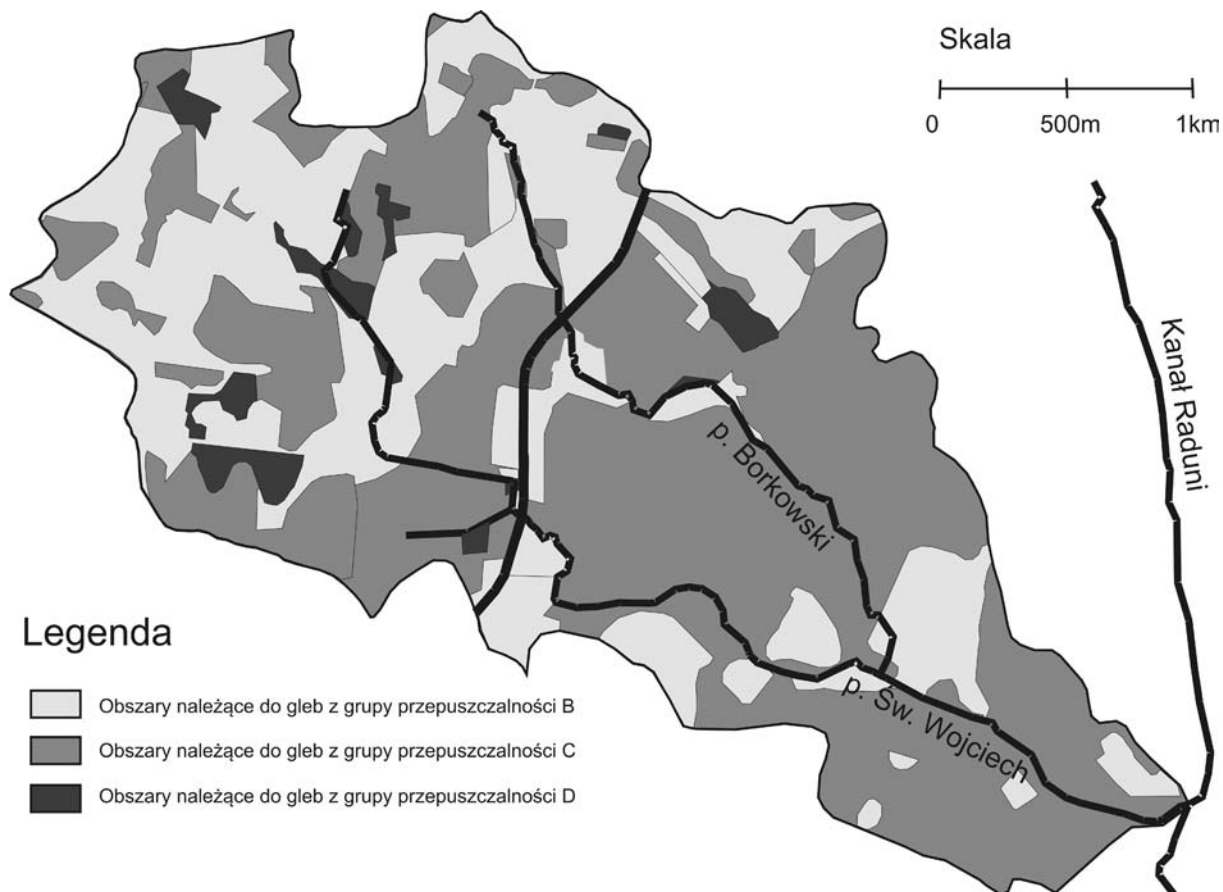 Skala
0 500m 1km
Kanał Raduni
p. Borkowski
p. Św. Wojciech
Legenda
Obszary należące do gleb z grupy przepuszczalności B
Obszary należące do gleb z grupy przepuszczalności C
Obszary należące do gleb z grupy przepuszczalności D